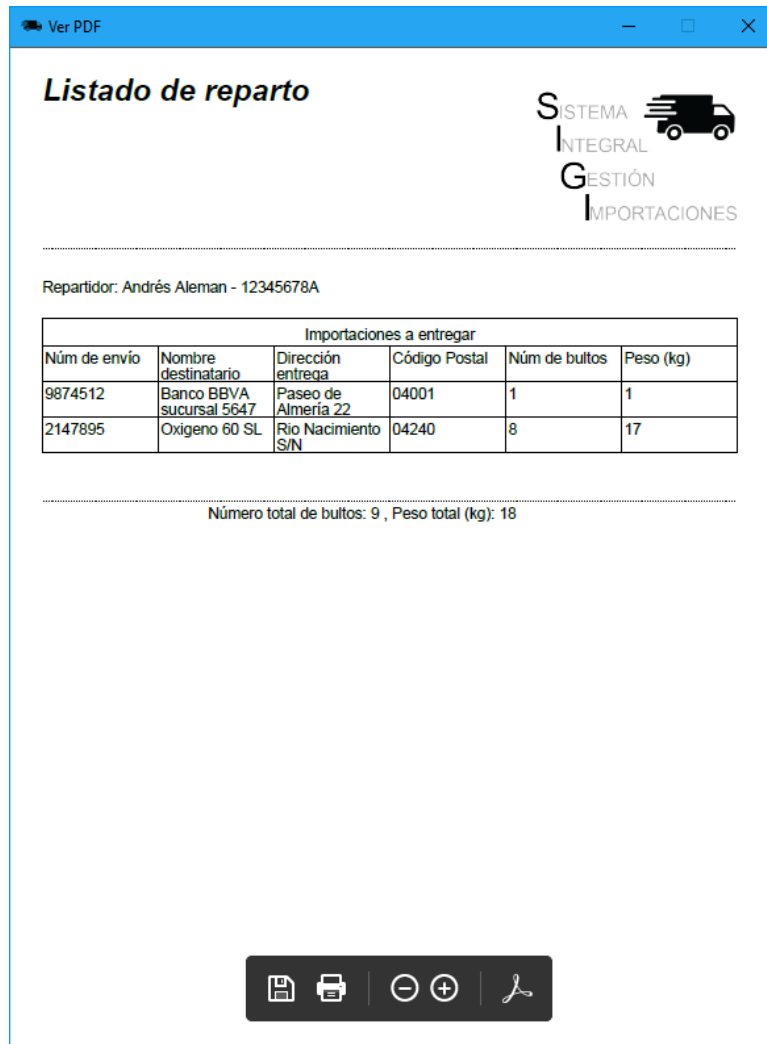 Ver PDF
Listado de reparto
SISTEMA
INTEGRAL
GESTIÓN
IMPORTACIONES
Repartidor: Andrés Aleman - 12345678A
Importaciones a entregar
Núm de envío Nombre destinatario Dirección entrega Código Postal Núm de bultos Peso (kg)
9874512 Banco BBVA sucursal 5647 Paseo de Almería 22 04001 1 1
2147895 Oxigeno 60 SL Rio Nacimiento S/N 04240 8 17
Número total de bultos: 9 , Peso total (kg): 18